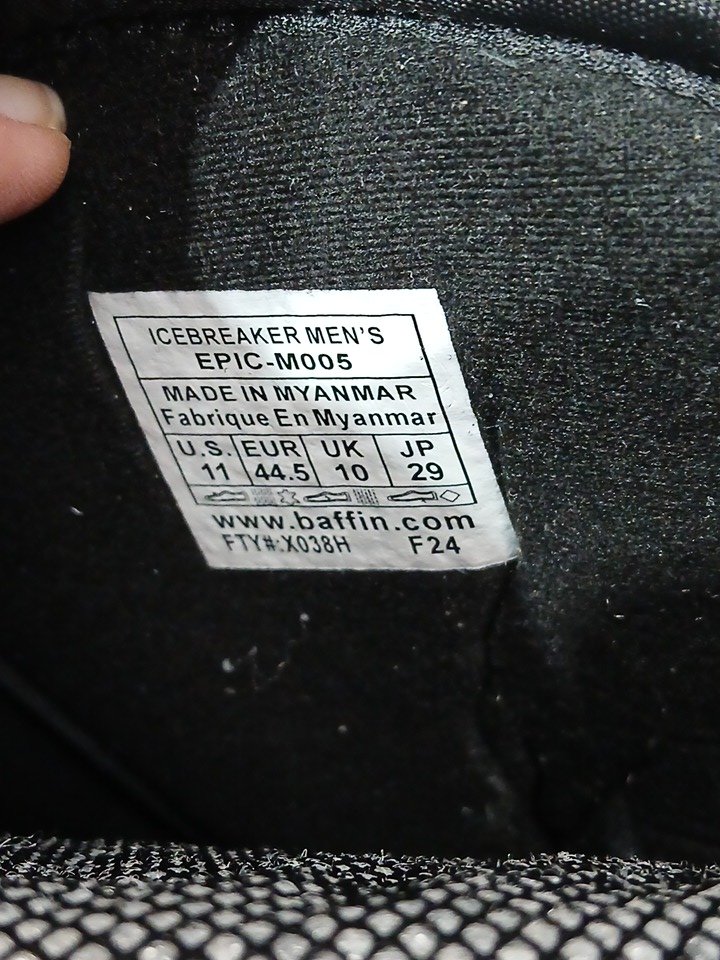 ICEBREAKER MEN'S
EPIC-M005
MADE IN MYANMAR
Fabrique En Myanmar
U.S. EUR UK JP
11 44.5 10 29
www.baffin.com
FTY#:X038H F24